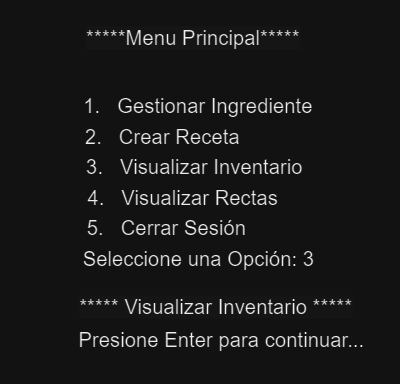 *****Menu Principal*****
1. Gestionar Ingrediente
2. Crear Receta
3. Visualizar Inventario
4. Visualizar Rectas
5. Cerrar Sesión
Seleccione una Opción: 3
***** Visualizar Inventario *****
Presione Enter para continuar...